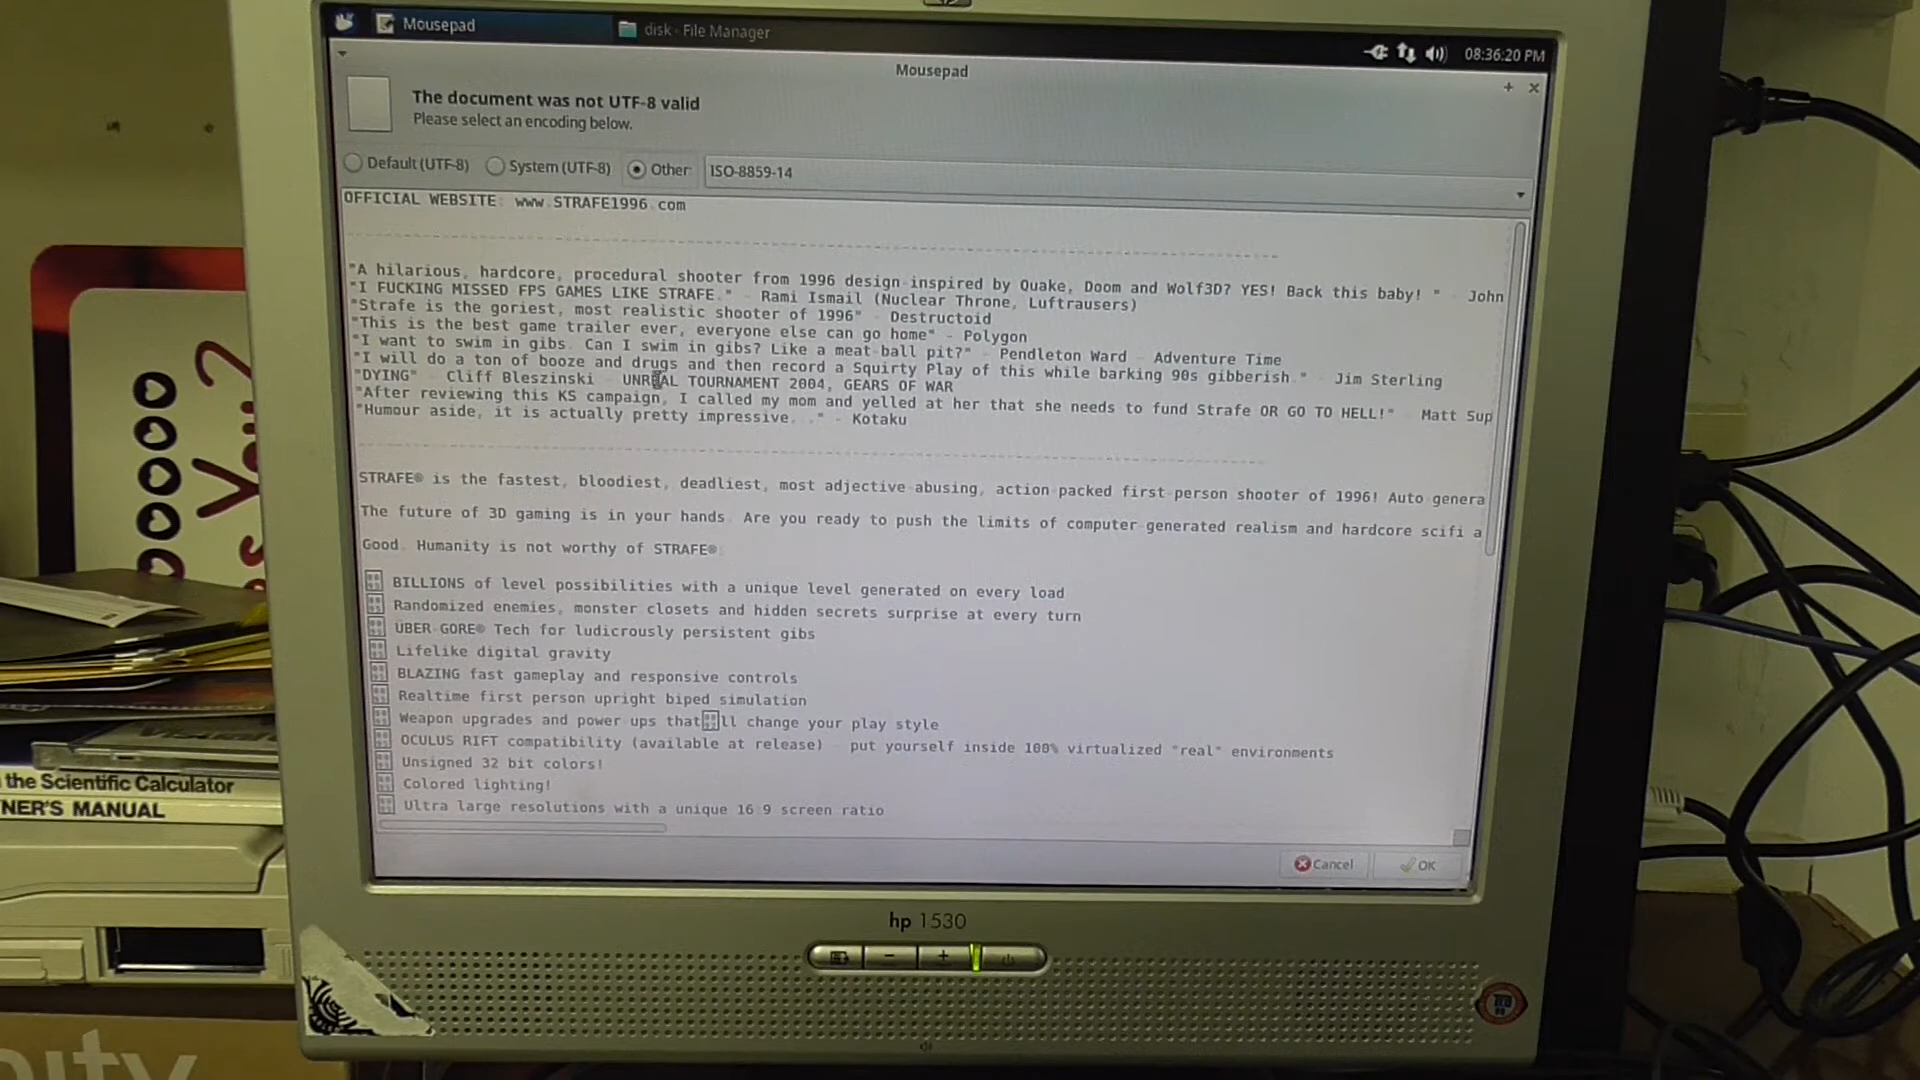 Mousepad
disk - File Manager
08:36:20 PM
Mousepad
The document was not UTF-8 valid
Please select an encoding below.
Default (UTF-8) System (UTF-8) Other: ISO-8859-14
OFFICIAL WEBSITE: www.STRAFE1996.com
"A hilarious, hardcore, procedural shooter from 1996 design-inspired by Quake, Doom and Wolf3D? YES! Back this baby! " - John
"I FUCKING MISSED FPS GAMES LIKE STRAFE." - Rami Ismail (Nuclear Throne, Luftrausers)
"Strafe is the goriest, most realistic shooter of 1996" - Destructoid
"This is the best game trailer ever, everyone else can go home" - Polygon
"I want to swim in gibs. Can I swim in gibs? Like a meat-ball pit?" - Pendleton Ward - Adventure Time
"I will do a ton of booze and drugs and then record a Squirty Play of this while barking 90s gibberish." - Jim Sterling
"DYING" - Cliff Bleszinski - UNREAL TOURNAMENT 2004, GEARS OF WAR
"After reviewing this KS campaign, I called my mom and yelled at her that she needs to fund Strafe OR GO TO HELL!" - Matt Sup
"Humour aside, it is actually pretty impressive..." - Kotaku
STRAFE® is the fastest, bloodiest, deadliest, most adjective-abusing, action packed first person shooter of 1996! Auto-genera
The future of 3D gaming is in your hands. Are you ready to push the limits of computer generated realism and hardcore scifi a
Good. Humanity is not worthy of STRAFE®.
BILLIONS of level possibilities with a unique level generated on every load
Randomized enemies, monster closets and hidden secrets surprise at every turn
ÜBER-GORE® Tech for ludicrously persistent gibs
Lifelike digital gravity
BLAZING fast gameplay and responsive controls
Realtime first person upright biped simulation
Weapon upgrades and power ups that ll change your play style
OCULUS RIFT compatibility (available at release) - put yourself inside 100% virtualized "real" environments
Unsigned 32 bit colors!
Colored lighting!
Ultra large resolutions with a unique 16:9 screen ratio
Cancel OK
hp 1530
the Scientific Calculator
NER'S MANUAL